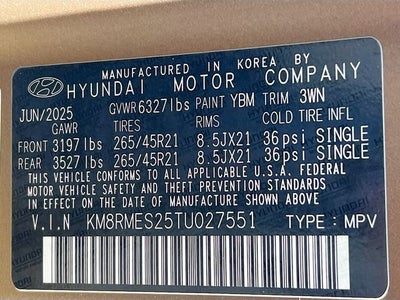 MANUFACTURED IN KOREA BY
HYUNDAI MOTOR COMPANY
JUN/2025 GVWR 6327 lbs PAINT YBM TRIM 3WN
GAWR TIRES RIMS COLD TIRE INFL
FRONT 3197 lbs 265/45R21 8.5JX21 36psi SINGLE
REAR 3527 lbs 265/45R21 8.5JX21 36psi SINGLE
THIS VEHICLE CONFORMS TO ALL APPLICABLE U.S.A. FEDERAL
MOTOR VEHICLE SAFETY AND THEFT PREVENTION STANDARDS
IN EFFECT ON THE DATE OF MANUFACTURE SHOWN ABOVE
V.I.N KM8RMES25TU027551 TYPE: MPV